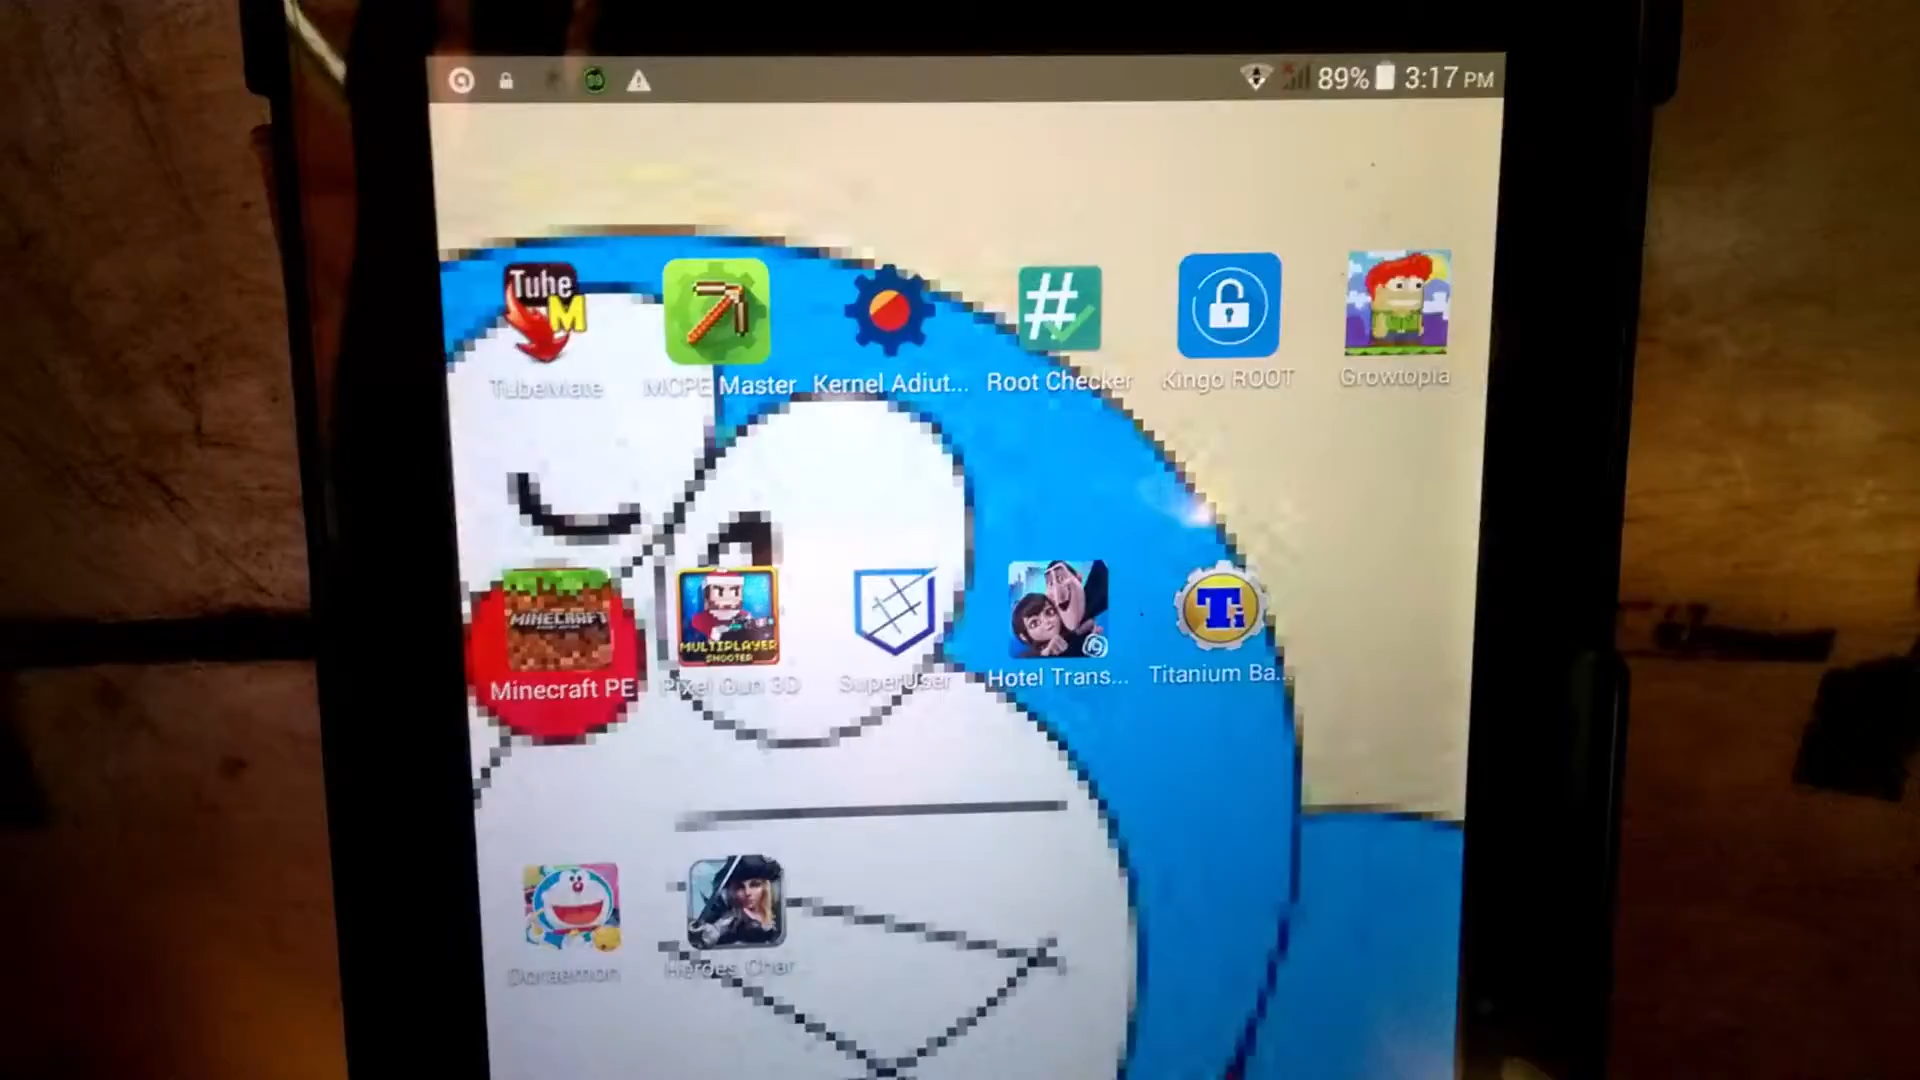 89% 3:17 PM
Tube
M
TubeMate
MCPE Master
Kernel Adiut...
Root Checker
Kingo ROOT
Growtopia
MINECRAFT
MULTIPLAYER
SHOOTER
Ti
Minecraft PE
Pixel Gun 3D
SuperUser
Hotel Trans...
Titanium Ba...
Doraemon
Heroes Char